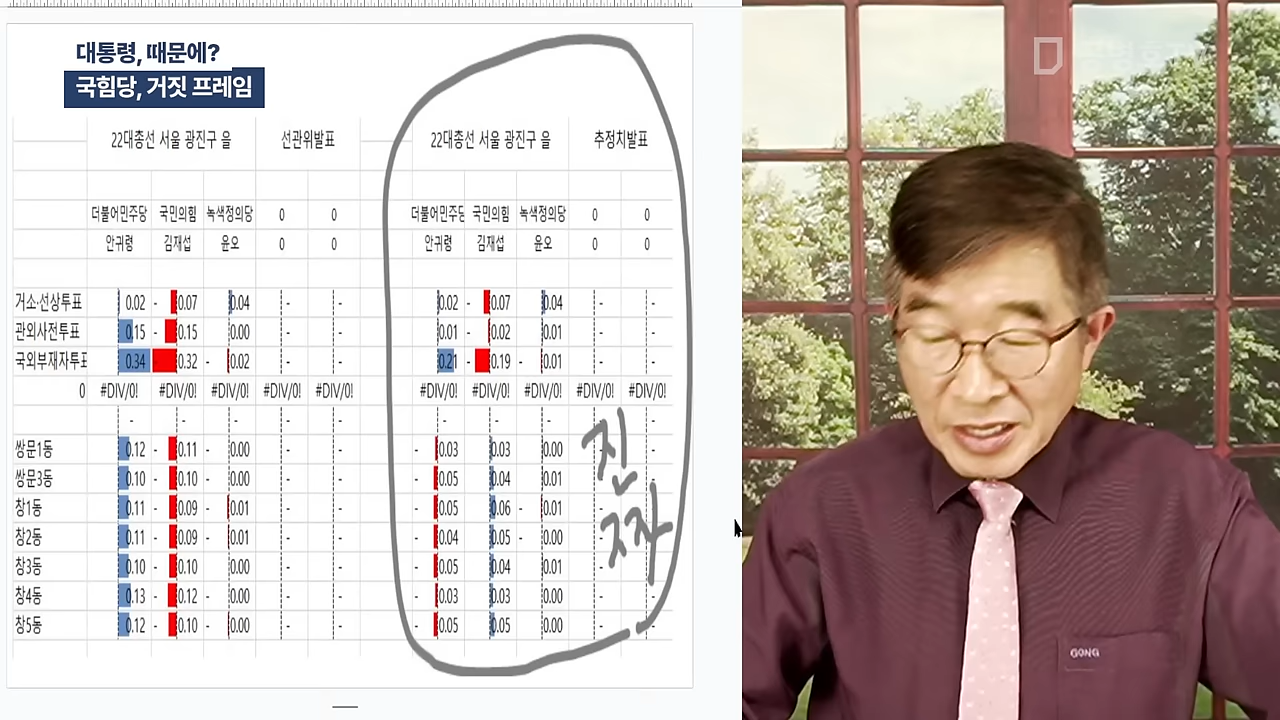 대통령, 때문에?
국힘당, 거짓 프레임
22대총선 서울 광진구 을 선관위발표 22대총선 서울 광진구 을 추정치발표
더불어민주당 국민의힘 녹색정의당 0 0 더불어민주당 국민의힘 녹색정의당 0 0
안귀령 김재섭 윤오 0 0 안귀령 김재섭 윤오 0 0
거소·선상투표 0.02 - 0.07 0.04 - - 0.02 - 0.07 0.04 - -
관외사전투표 0.15 - 0.15 0.00 - - 0.01 - 0.02 0.01 - -
국외부재자투표 0.34 - 0.32 - 0.02 - - 0.21 - 0.19 - 0.01 - -
0 #DIV/0! #DIV/0! #DIV/0! #DIV/0! #DIV/0! #DIV/0! #DIV/0! #DIV/0! #DIV/0! #DIV/0!
- - - - - - - - - -
쌍문1동 0.12 - 0.11 - 0.00 - - - 0.03 0.03 - 0.00 - -
쌍문3동 0.10 - 0.10 - 0.00 - - - 0.05 0.04 0.01 - -
창1동 0.11 - 0.09 - 0.01 - - - 0.05 0.06 - 0.01 - -
창2동 0.11 - 0.09 - 0.01 - - - 0.04 0.05 - 0.00 - -
창3동 0.10 - 0.10 - 0.00 - - - 0.05 0.04 0.01 - -
창4동 0.13 - 0.12 - 0.00 - - - 0.03 0.03 - 0.00 - -
창5동 0.12 - 0.10 - 0.00 - - - 0.05 0.05 0.00 - -
진
짜
GONG